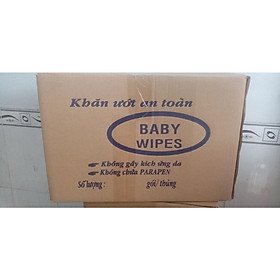 Khăn ướt an toàn
BABY
WIPES
Không gây kích ứng da
Không chứa PARAPEN
Số lượng : gói/ thùng